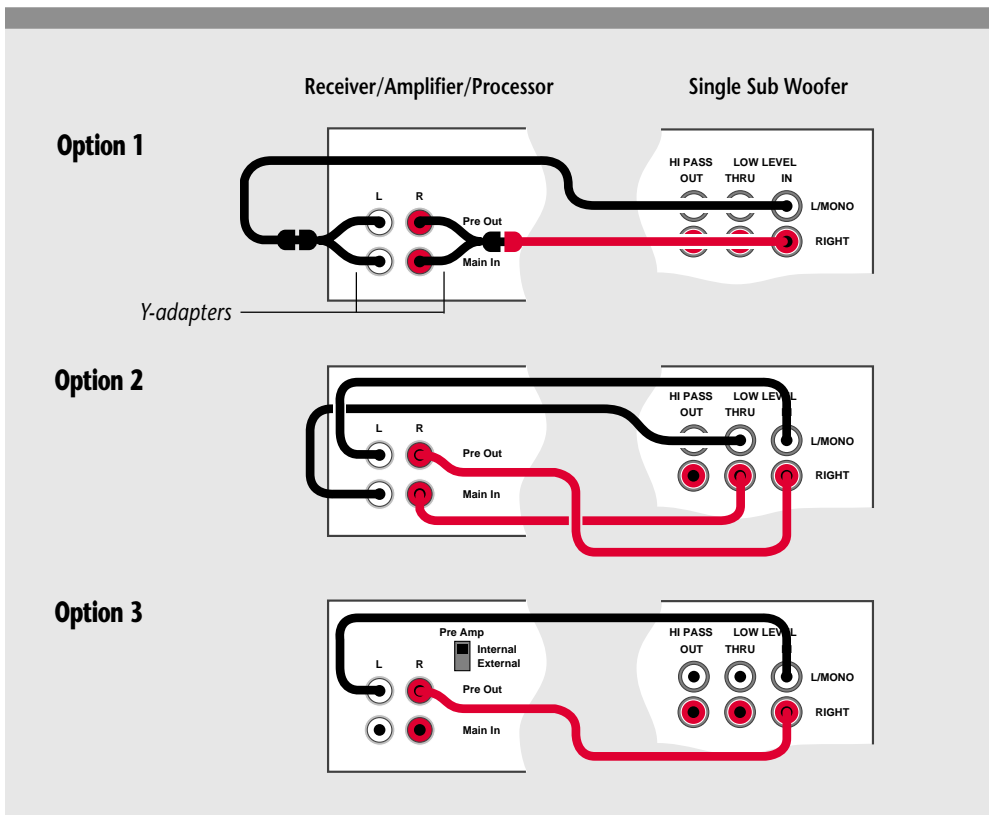 Receiver/Amplifier/Processor
Single Sub Woofer
Option 1
HI PASS LOW LEVEL
OUT THRU IN
L R
L/MONO
Pre Out
RIGHT
Main In
Y-adapters
Option 2
HI PASS LOW LEVEL
OUT THRU IN
L R
L/MONO
Pre Out
RIGHT
Main In
Option 3
Pre Amp
Internal
External
HI PASS LOW LEVEL
OUT THRU IN
L R
L/MONO
Pre Out
RIGHT
Main In